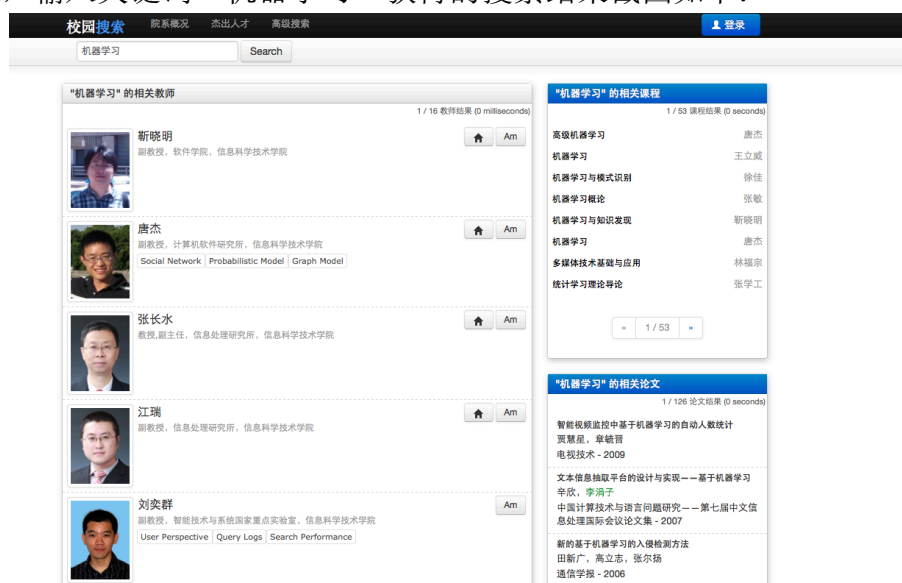 校园搜索 院系概况 杰出人才 高级搜索 登录
机器学习 Search
"机器学习" 的相关教师
1 / 16 教师结果 (0 milliseconds)
靳晓明 Am
副教授，软件学院，信息科学技术学院
唐杰 Am
副教授，计算机软件研究所，信息科学技术学院
Social Network Probabilistic Model Graph Model
张长水 Am
教授,副主任，信息处理研究所，信息科学技术学院
江瑞 Am
副教授，信息处理研究所，信息科学技术学院
刘奕群 Am
副教授，智能技术与系统国家重点实验室，信息科学技术学院
User Perspective Query Logs Search Performance
"机器学习" 的相关课程
1 / 53 课程结果 (0 seconds)
高级机器学习 唐杰
机器学习 王立威
机器学习与模式识别 徐佳
机器学习概论 张敏
机器学习与知识发现 靳晓明
机器学习 唐杰
多媒体技术基础与应用 林福宗
统计学习理论导论 张学工
« 1 / 53 »
"机器学习" 的相关论文
1 / 126 论文结果 (0 seconds)
智能视频监控中基于机器学习的自动人数统计
贾慧星，章毓晋
电视技术 - 2009
文本信息抽取平台的设计与实现——基于机器学习
辛欣，李涓子
中国计算技术与语言问题研究——第七届中文信
息处理国际会议论文集 - 2007
新的基于机器学习的入侵检测方法
田新广，高立志，张尔扬
通信学报 - 2006